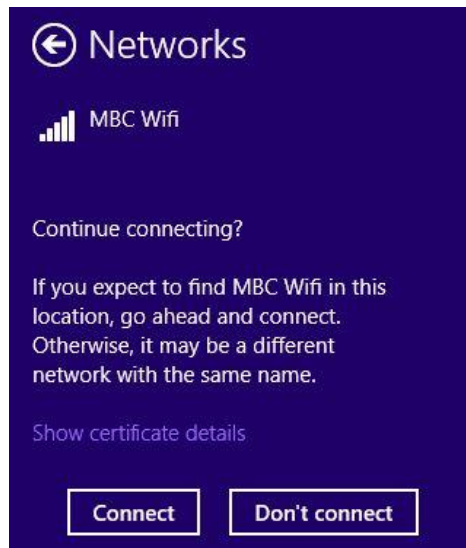 Networks
MBC Wifi
Continue connecting?
If you expect to find MBC Wifi in this
location, go ahead and connect.
Otherwise, it may be a different
network with the same name.
Show certificate details
Connect
Don't connect